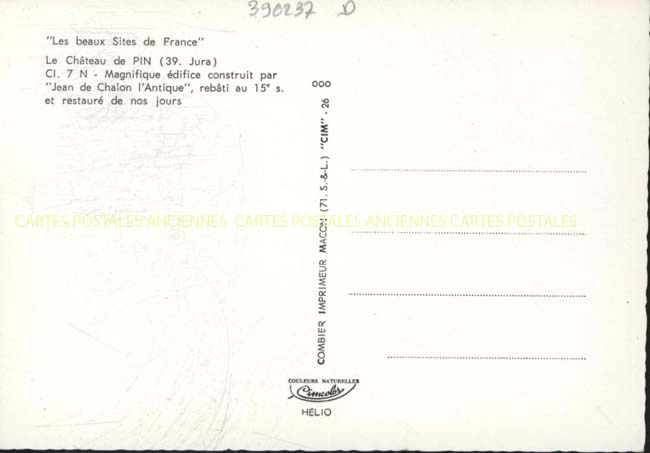 390237 D
"Les beaux Sites de France"
Le Château de PIN (39. Jura)
Cl. 7 N - Magnifique édifice construit par
"Jean de Chalon l'Antique", rebâti au 15e s.
et restauré de nos jours
COMBIER IMPRIMEUR MACON (71. S.-&-L.) "CIM" - 26
CARTES POSTALES ANCIENNES CARTES POSTALES ANCIENNES CARTES POSTALES
COULEURS NATURELLES
Cimcolor
HELIO